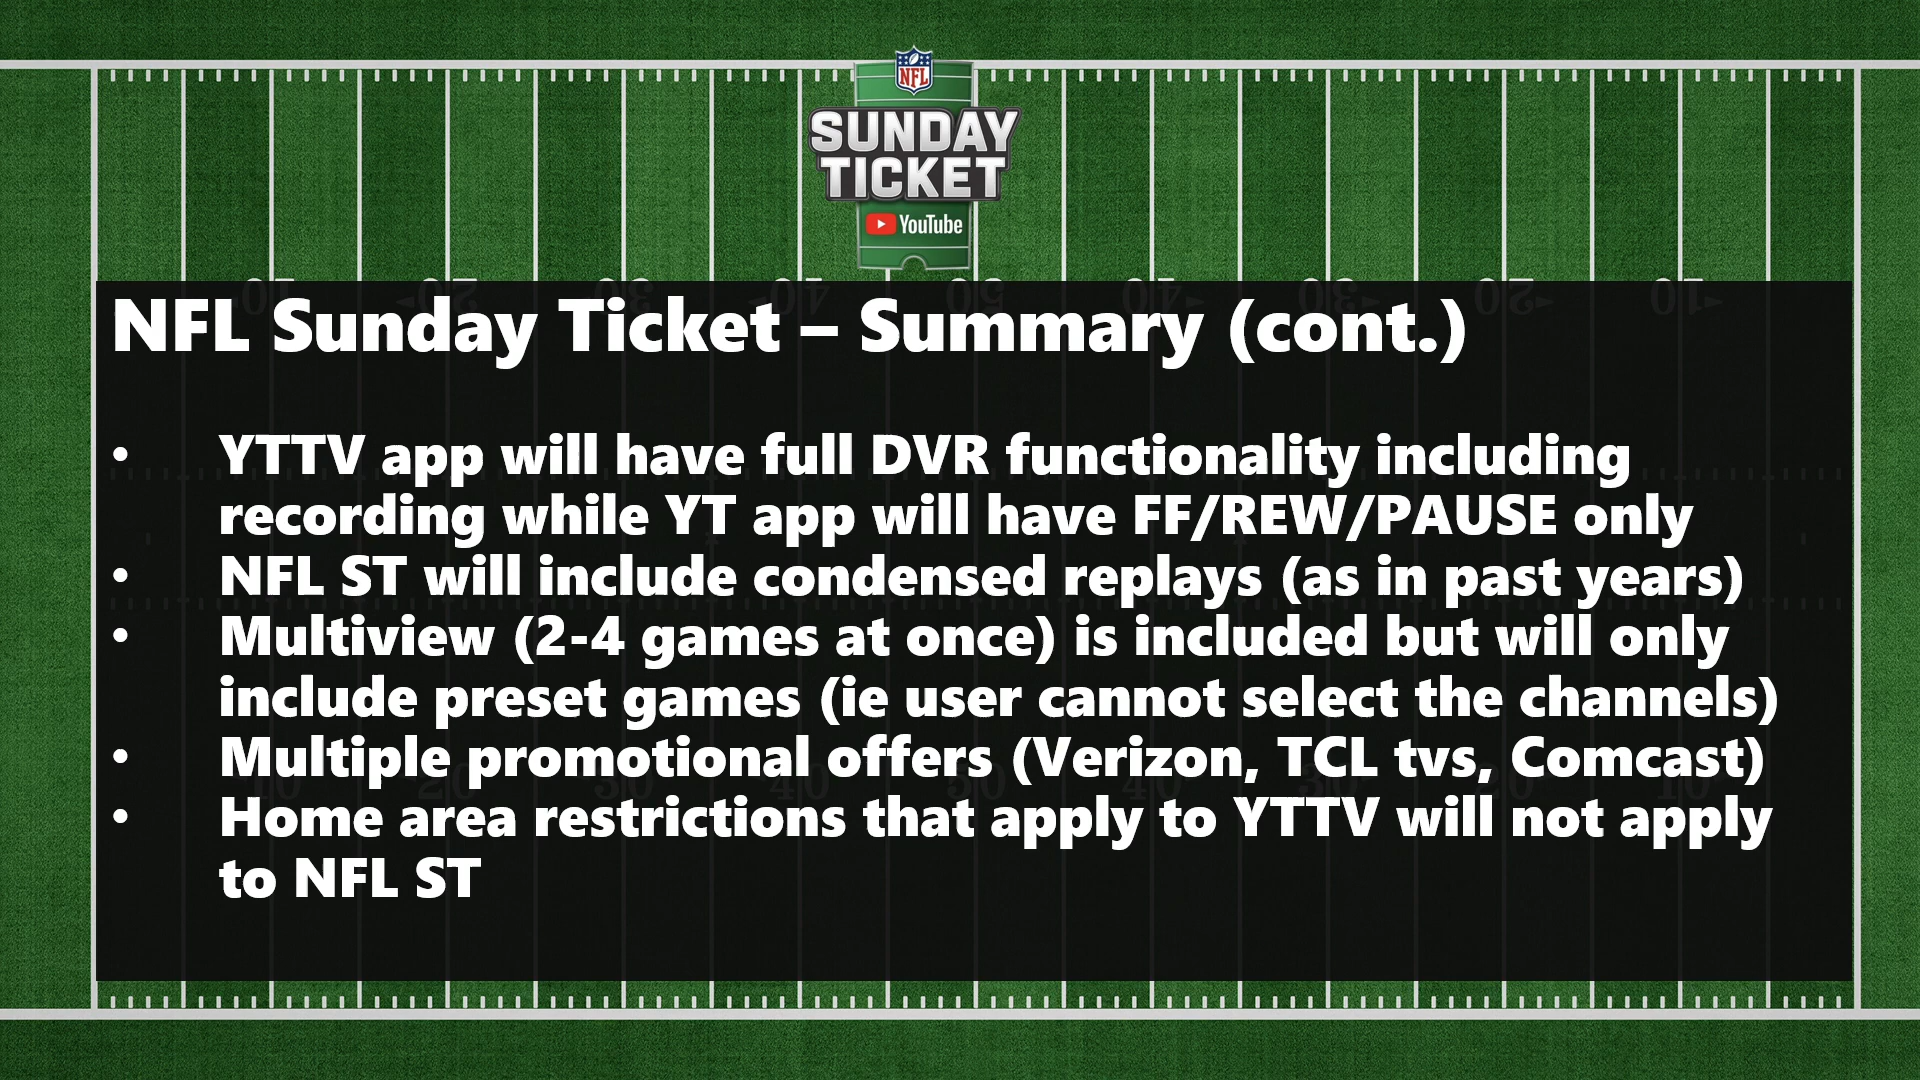 NFL
SUNDAY
TICKET
YouTube
NFL Sunday Ticket – Summary (cont.)
• YTTV app will have full DVR functionality including
recording while YT app will have FF/REW/PAUSE only
• NFL ST will include condensed replays (as in past years)
• Multiview (2-4 games at once) is included but will only
include preset games (ie user cannot select the channels)
• Multiple promotional offers (Verizon, TCL tvs, Comcast)
• Home area restrictions that apply to YTTV will not apply
to NFL ST